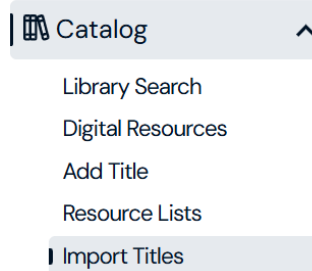 Catalog
Library Search
Digital Resources
Add Title
Resource Lists
Import Titles